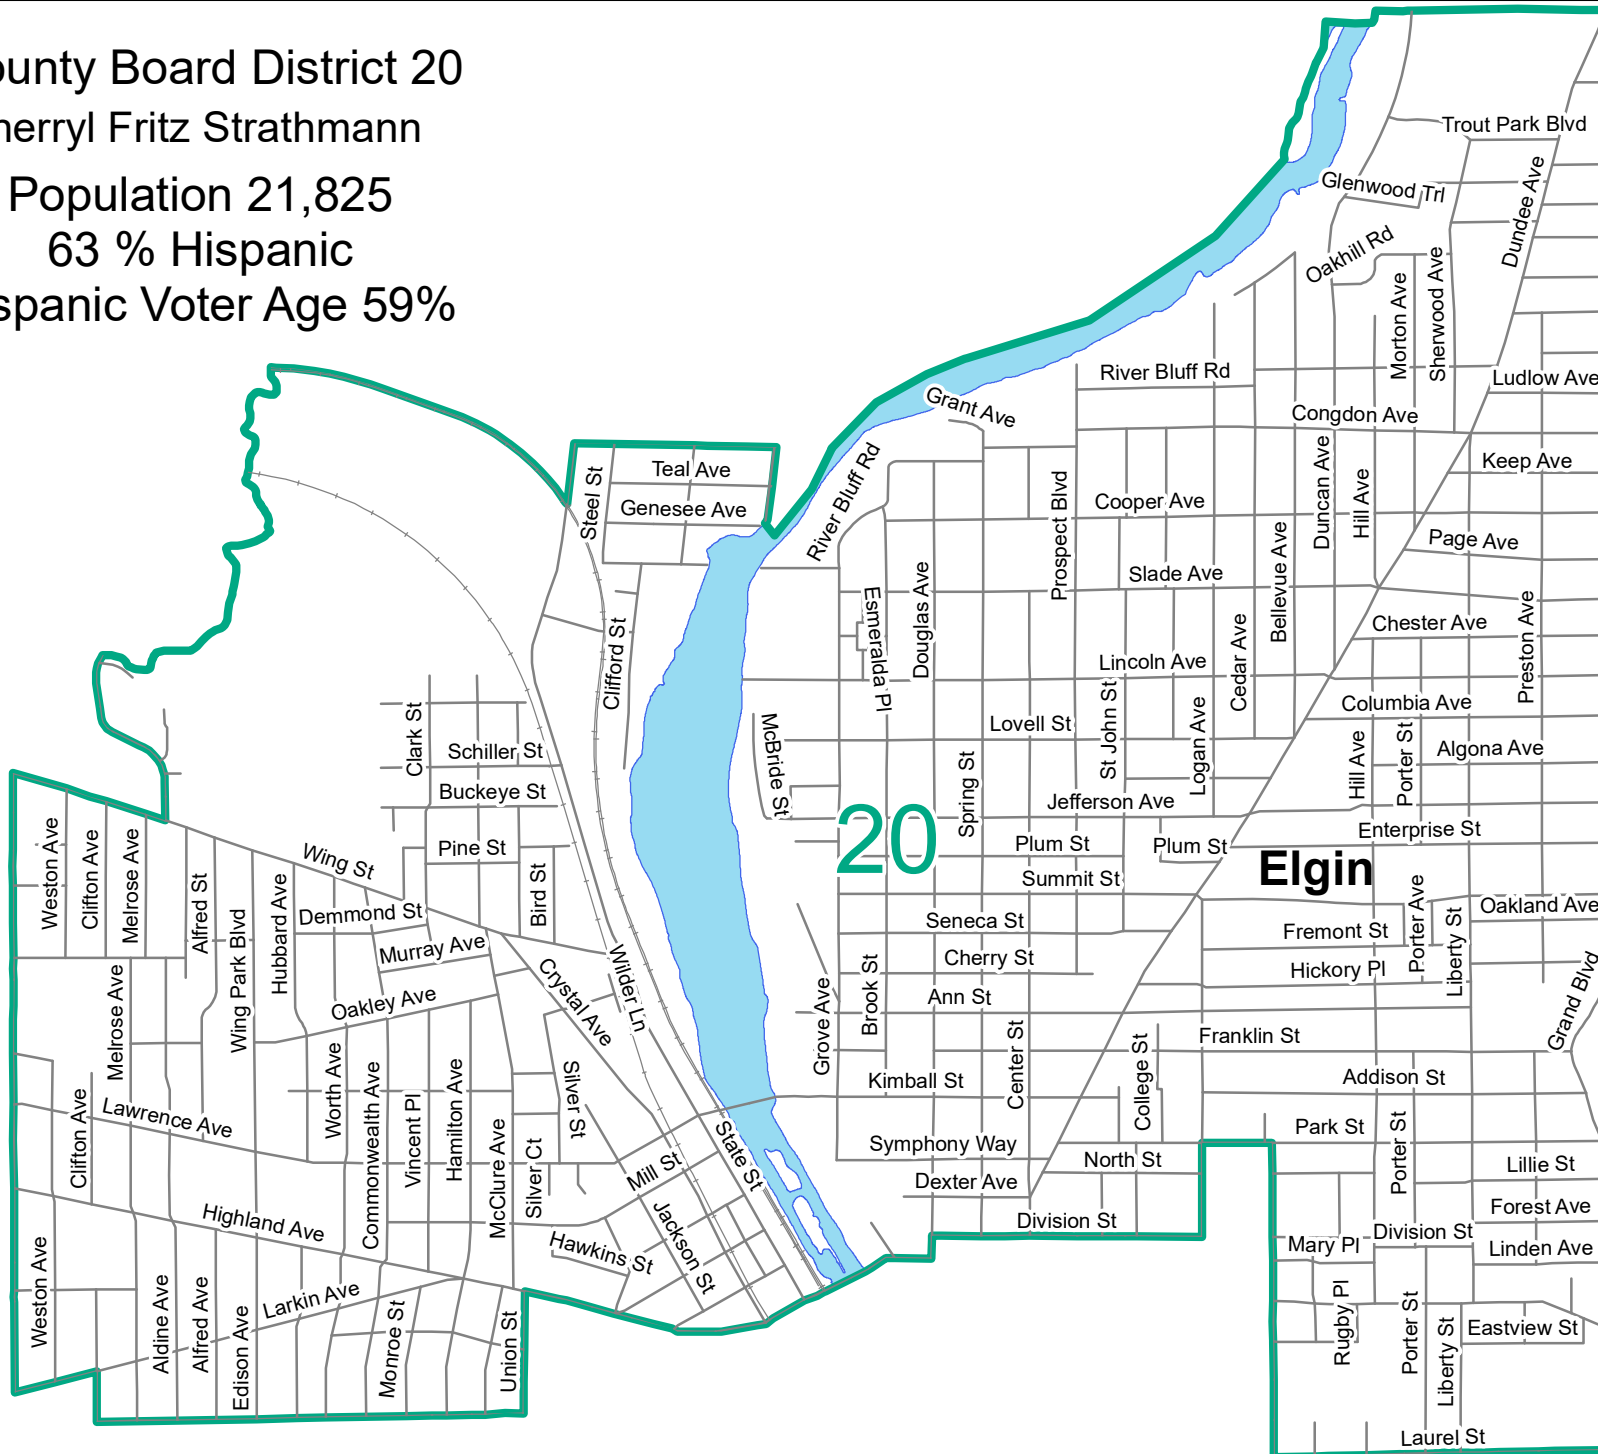 ounty Board District 20
herryl Fritz Strathmann
Population 21,825
63 % Hispanic
spanic Voter Age 59%
Trout Park Blvd
Glenwood Trl
Dundee Ave
Oakhill Rd
Morton Ave
Sherwood Ave
River Bluff Rd
Ludlow Ave
Grant Ave
Congdon Ave
Teal Ave
Steel St
Genesee Ave
River Bluff Rd
Prospect Blvd
Cooper Ave
Duncan Ave
Hill Ave
Keep Ave
Page Ave
Bellevue Ave
Slade Ave
Esmeralda Pl
Douglas Ave
Clifford St
Cedar Ave
Chester Ave
Preston Ave
Lincoln Ave
St John St
Logan Ave
Columbia Ave
Lovell St
McBride St
Clark St
Schiller St
Hill Ave
Porter St
Algona Ave
Buckeye St
Spring St
Jefferson Ave
20
Enterprise St
Plum St
Plum St
Pine St
Wing St
Elgin
Summit St
Weston Ave
Clifton Ave
Melrose Ave
Alfred St
Wing Park Blvd
Hubbard Ave
Demmond St
Bird St
Seneca St
Porter Ave
Liberty St
Oakland Ave
Fremont St
Murray Ave
Cherry St
Hickory Pl
Wilder Ln
Crystal Ave
Oakley Ave
Grove Ave
Brook St
Ann St
Grand Blvd
Melrose Ave
Franklin St
Center St
College St
Worth Ave
Commonwealth Ave
Vincent Pl
Hamilton Ave
Silver St
Kimball St
Addison St
Clifton Ave
Lawrence Ave
McClure Ave
Silver Ct
State St
Mill St
Symphony Way
Park St
Porter St
North St
Lillie St
Dexter Ave
Highland Ave
Jackson St
Hawkins St
Division St
Forest Ave
Division St
Mary Pl
Linden Ave
Weston Ave
Aldine Ave
Alfred Ave
Edison Ave
Larkin Ave
Monroe St
Union St
Rugby Pl
Porter St
Liberty St
Eastview St
Laurel St